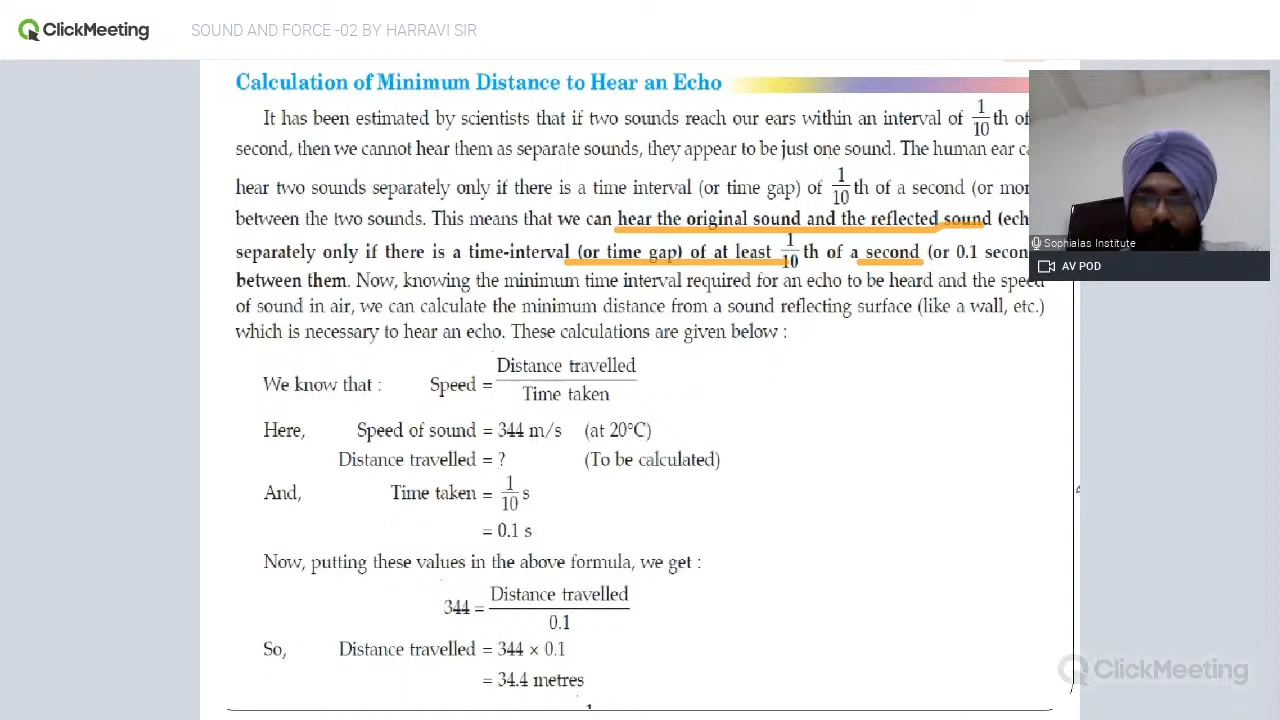 ClickMeeting
SOUND AND FORCE -02 BY HARRAVI SIR
Calculation of Minimum Distance to Hear an Echo
It has been estimated by scientists that if two sounds reach our ears within an interval of 1/10 th of
second, then we cannot hear them as separate sounds, they appear to be just one sound. The human ear
hear two sounds separately only if there is a time interval (or time gap) of 1/10 th of a second (or
between the two sounds. This means that we can hear the original sound and the reflected sound
separately only if there is a time-interval (or time gap) of at least 1/10 th of a second (or 0.1
between them. Now, knowing the minimum time interval required for an echo to be heard and the speed
of sound in air, we can calculate the minimum distance from a sound reflecting surface (like a wall, etc.)
which is necessary to hear an echo. These calculations are given below :
We know that : Speed = Distance travelled / Time taken
Here, Speed of sound = 344 m/s (at 20°C)
Distance travelled = ? (To be calculated)
And, Time taken = 1/10 s
= 0.1 s
Now, putting these values in the above formula, we get :
344 = Distance travelled / 0.1
So, Distance travelled = 344 × 0.1
= 34.4 metres
Sophialas Institute
AV POD
ClickMeeting